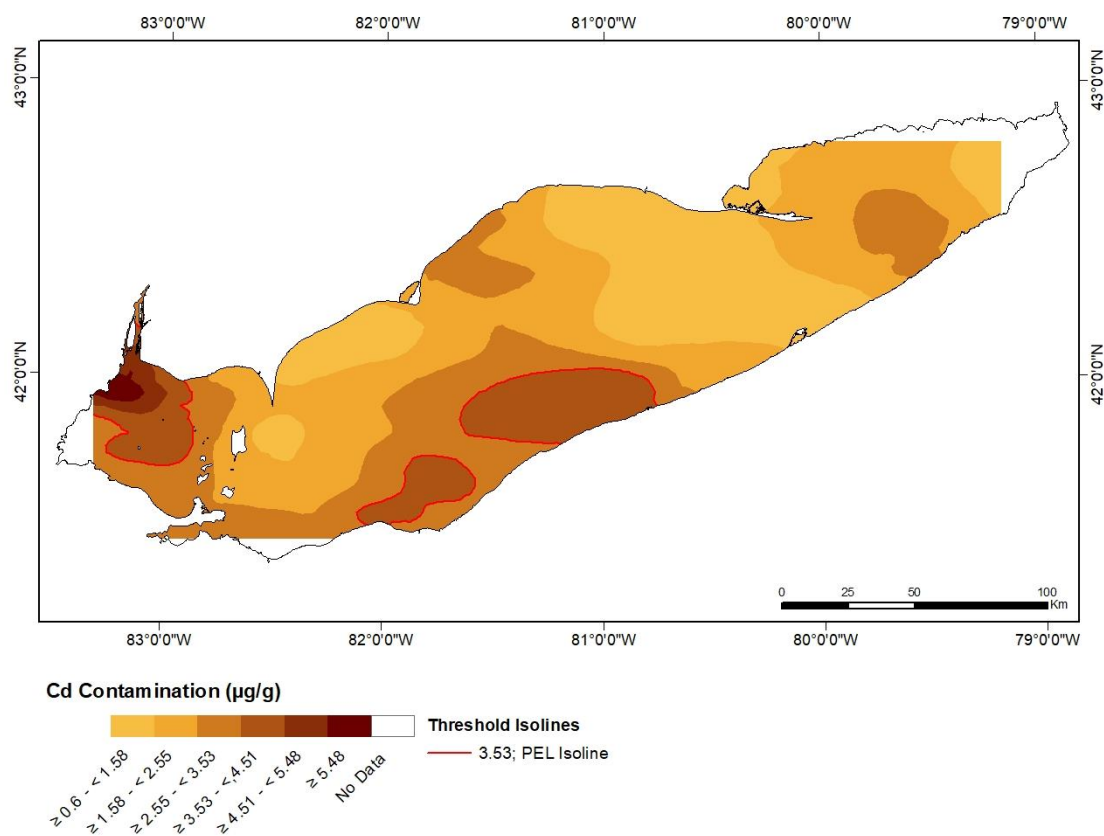 83°0'0"W 82°0'0"W 81°0'0"W 80°0'0"W 79°0'0"W
43°0'0"N 43°0'0"N
42°0'0"N 42°0'0"N
0 25 50 100
Km
83°0'0"W 82°0'0"W 81°0'0"W 80°0'0"W 79°0'0"W
Cd Contamination (µg/g)
Threshold Isolines
3.53; PEL Isoline
≥ 0.6 - < 1.58
≥ 1.58 - < 2.55
≥ 2.55 - < 3.53
≥ 3.53 - <,4.51
≥ 4.51 - < 5.48
≥ 5.48
No Data